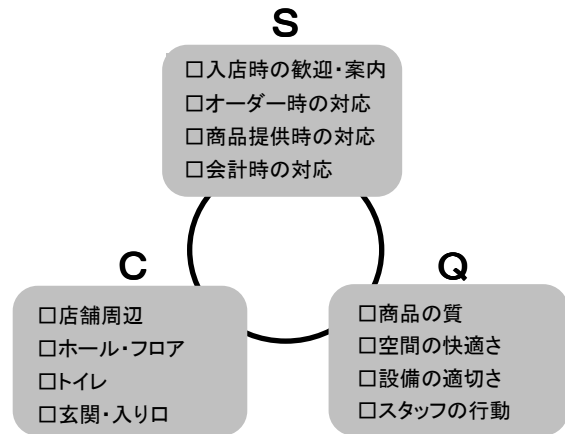 S
□入店時の歓迎・案内
□オーダー時の対応
□商品提供時の対応
□会計時の対応
C
□店舗周辺
□ホール・フロア
□トイレ
□玄関・入り口
Q
□商品の質
□空間の快適さ
□設備の適切さ
□スタッフの行動